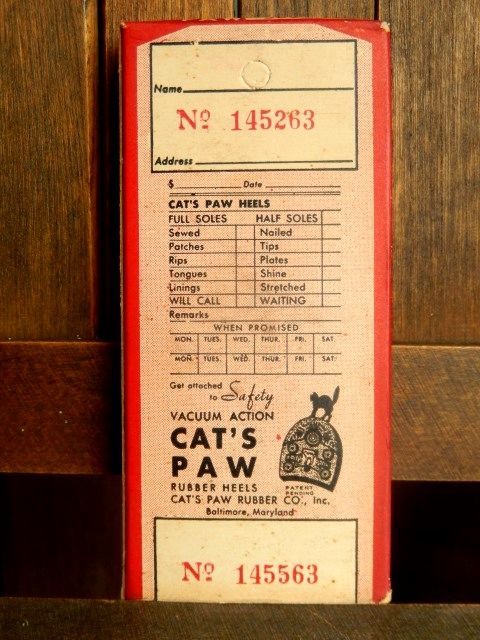 Name
Nº 145263
Address
$ Date
CAT'S PAW HEELS
FULL SOLES HALF SOLES
Sewed Nailed
Patches Tips
Rips Plates
Tongues Shine
Linings Stretched
WILL CALL WAITING
Remarks
WHEN PROMISED
MON. TUES. WED. THUR. FRI. SAT.
MON. TUES. WED. THUR. FRI. SAT.
Get attached
to Safety
VACUUM ACTION
CAT'S
PAW
RUBBER HEELS
PATENT
PENDING
CAT'S PAW RUBBER CO., Inc.
Baltimore, Maryland
Nº 145563